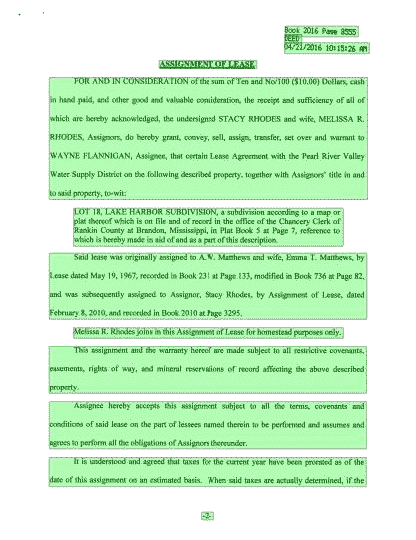 Book 2016 Page 8555
DEED
04/21/2016 10:15:26 AM
ASSIGNMENT OF LEASE
FOR AND IN CONSIDERATION of the sum of Ten and No/100 ($10.00) Dollars, cash
in hand paid, and other good and valuable consideration, the receipt and sufficiency of all of
which are hereby acknowledged, the undersigned STACY RHODES and wife, MELISSA R.
RHODES, Assignors, do hereby grant, convey, sell, assign, transfer, set over and warrant to
WAYNE FLANNIGAN, Assignee, that certain Lease Agreement with the Pearl River Valley
Water Supply District on the following described property, together with Assignors' title in and
to said property, to-wit:
LOT 18, LAKE HARBOR SUBDIVISION, a subdivision according to a map or
plat thereof which is on file and of record in the office of the Chancery Clerk of
Rankin County at Brandon, Mississippi, in Plat Book 5 at Page 7, reference to
which is hereby made in aid of and as a part of this description.
Said lease was originally assigned to A.W. Matthews and wife, Emma T. Matthews, by
Lease dated May 19, 1967, recorded in Book 231 at Page 133, modified in Book 736 at Page 82,
and was subsequently assigned to Assignor, Stacy Rhodes, by Assignment of Lease, dated
February 8, 2010, and recorded in Book 2010 at Page 3295.
Melissa R. Rhodes joins in this Assignment of Lease for homestead purposes only.
This assignment and the warranty hereof are made subject to all restrictive covenants,
easements, rights of way, and mineral reservations of record affecting the above described
property.
Assignee hereby accepts this assignment subject to all the terms, covenants and
conditions of said lease on the part of lessees named therein to be performed and assumes and
agrees to perform all the obligations of Assignors thereunder.
It is understood and agreed that taxes for the current year have been prorated as of the
date of this assignment on an estimated basis. When said taxes are actually determined, if the
-2-